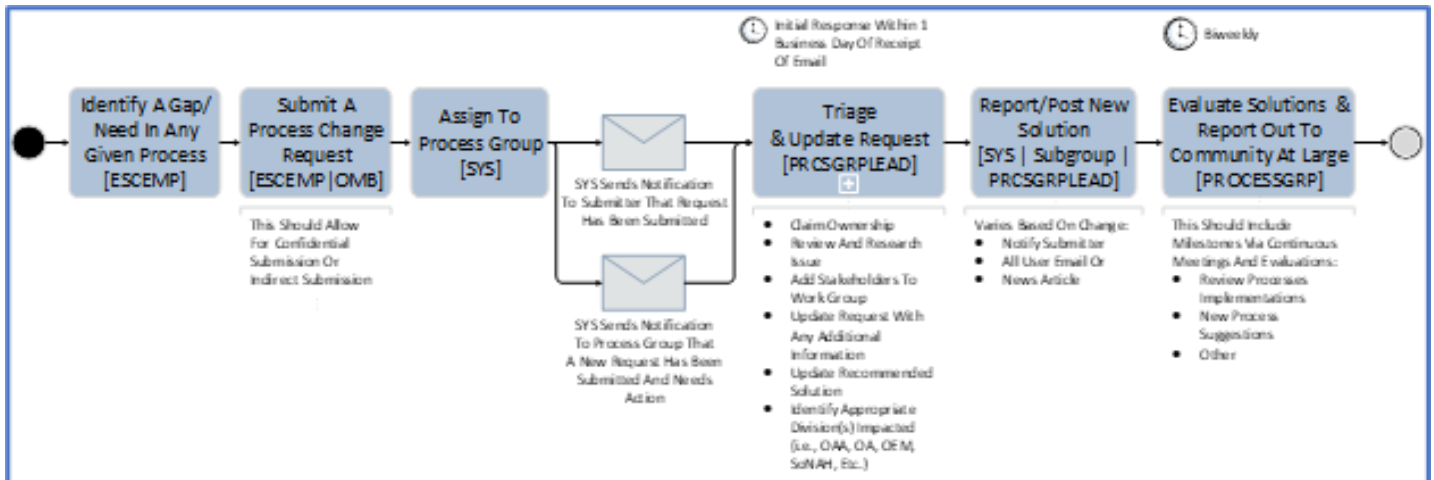 Initial Response Within 1
Business Day Of Receipt
Of Email
Biweekly
Identify A Gap/
Need In Any
Given Process
[ESCEMP]
Submit A
Process Change
Request
[ESCEMP|OMB]
Assign To
Process Group
[SYS]
Triage
& Update Request
[PRCSGRPLEAD]
Report/Post New
Solution
[SYS | Subgroup |
PRCSGRPLEAD]
Evaluate Solutions &
Report Out To
Community At Large
[PROCESSGRP]
This Should Allow
For Confidential
Submission Or
Indirect Submission
SYS Sends Notification
To Submitter That Request
Has Been Submitted
SYS Sends Notification
To Process Group That
A New Request Has Been
Submitted And Needs
Action
• Claim Ownership
• Review And Research
Issue
• Add Stakeholders To
Work Group
• Update Request With
Any Additional
Information
• Update Recommended
Solution
• Identify Appropriate
Division(s) Impacted
(i.e., OAA, OA, OEM,
SoNAH, Etc.)
Varies Based On Change:
• Notify Submitter
• All User Email Or
• News Article
This Should Include
Milestones Via Continuous
Meetings And Evaluations:
• Review Processes
Implementations
• New Process
Suggestions
• Other